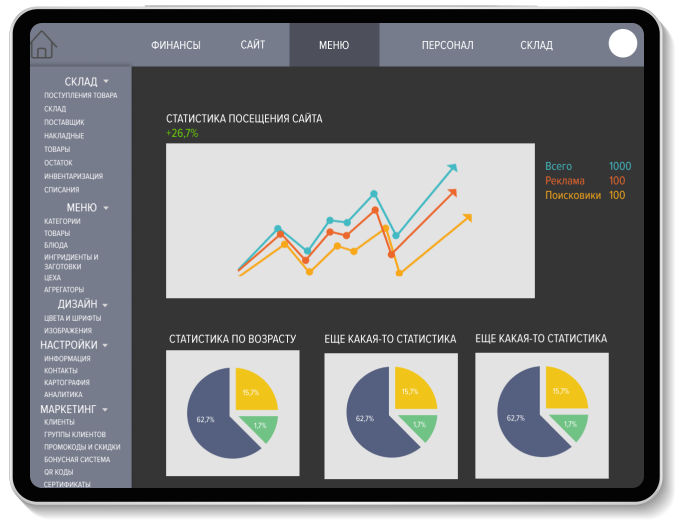 ФИНАНСЫ
САЙТ
МЕНЮ
ПЕРСОНАЛ
СКЛАД
СКЛАД
ПОСТУПЛЕНИЯ ТОВАРА
СКЛАД
ПОСТАВЩИК
НАКЛАДНЫЕ
ТОВАРЫ
ОСТАТОК
ИНВЕНТАРИЗАЦИЯ
СПИСАНИЯ
МЕНЮ
КАТЕГОРИИ
ТОВАРЫ
БЛЮДА
ИНГРИДИЕНТЫ И
ЗАГОТОВКИ
ЦЕХА
АГРЕГАТОРЫ
ДИЗАЙН
ЦВЕТА И ШРИФТЫ
ИЗОБРАЖЕНИЯ
НАСТРОЙКИ
ИНФОРМАЦИЯ
КОНТАКТЫ
КАРТОГРАФИЯ
АНАЛИТИКА
МАРКЕТИНГ
КЛИЕНТЫ
ГРУППЫ КЛИЕНТОВ
ПРОМОКОДЫ И СКИДКИ
БОНУСНАЯ СИСТЕМА
QR КОДЫ
СЕРТИФИКАТЫ
СТАТИСТИКА ПОСЕЩЕНИЯ САЙТА
+26,7%
Всего 1000
Реклама 100
Поисковики 100
СТАТИСТИКА ПО ВОЗРАСТУ
15,7%
62,7%
1,7%
ЕЩЕ КАКАЯ-ТО СТАТИСТИКА
15,7%
62,7%
1,7%
ЕЩЕ КАКАЯ-ТО СТАТИСТИКА
15,7%
62,7%
1,7%